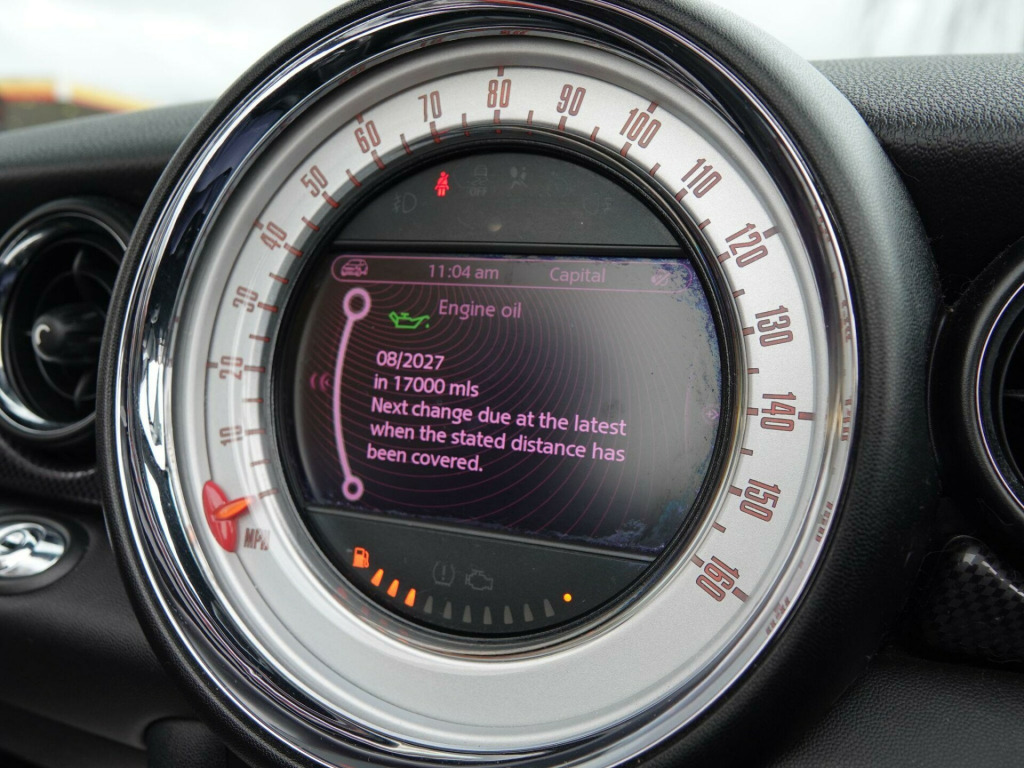 10
20
30
40
50
60
70
80
90
100
110
120
130
140
150
160
MPH
OFF
11:04 am Capital
Engine oil
08/2027
in 17000 mls
Next change due at the latest
when the stated distance has
been covered.